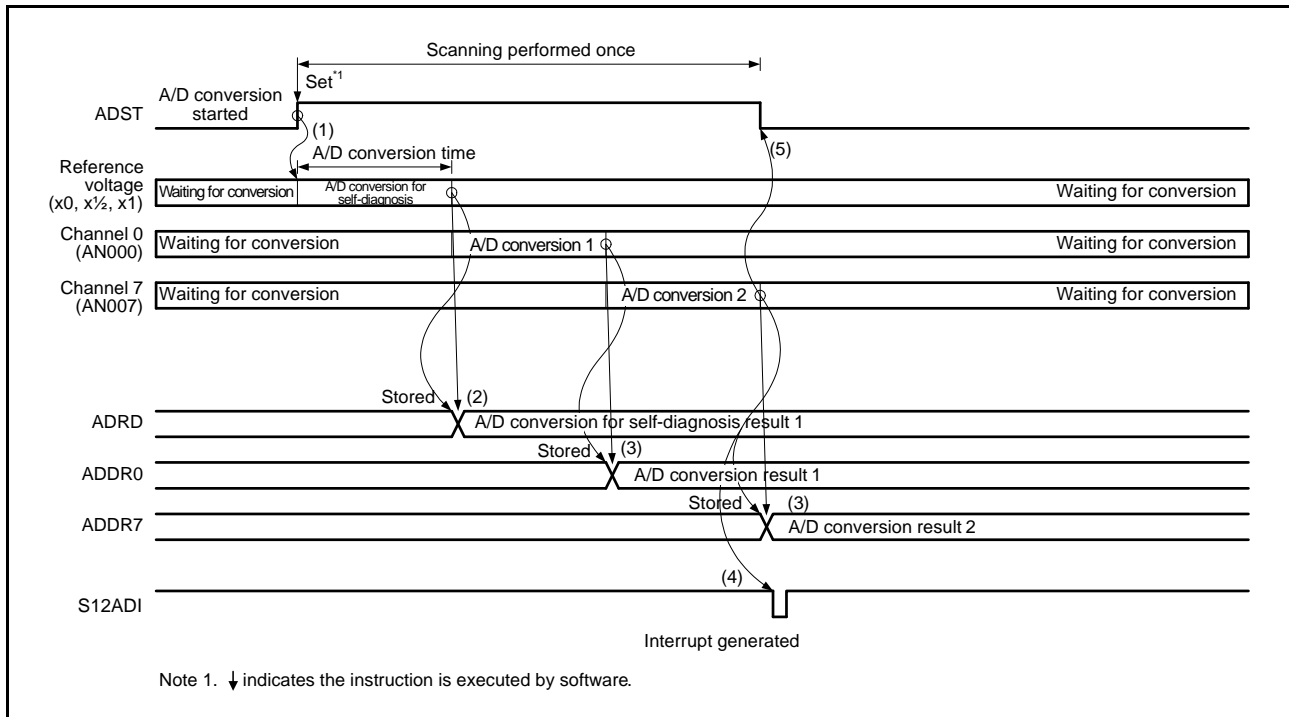 Scanning performed once
Set*1
A/D conversion
started
ADST
(1)
(5)
A/D conversion time
Reference
voltage
(x0, x½, x1)
Waiting for conversion
A/D conversion for
self-diagnosis
Waiting for conversion
Channel 0
(AN000)
Waiting for conversion
A/D conversion 1
Waiting for conversion
Channel 7
(AN007)
Waiting for conversion
A/D conversion 2
Waiting for conversion
Stored
(2)
ADRD
A/D conversion for self-diagnosis result 1
Stored
(3)
ADDR0
A/D conversion result 1
Stored
(3)
ADDR7
A/D conversion result 2
(4)
S12ADI
Interrupt generated
Note 1. ↓ indicates the instruction is executed by software.